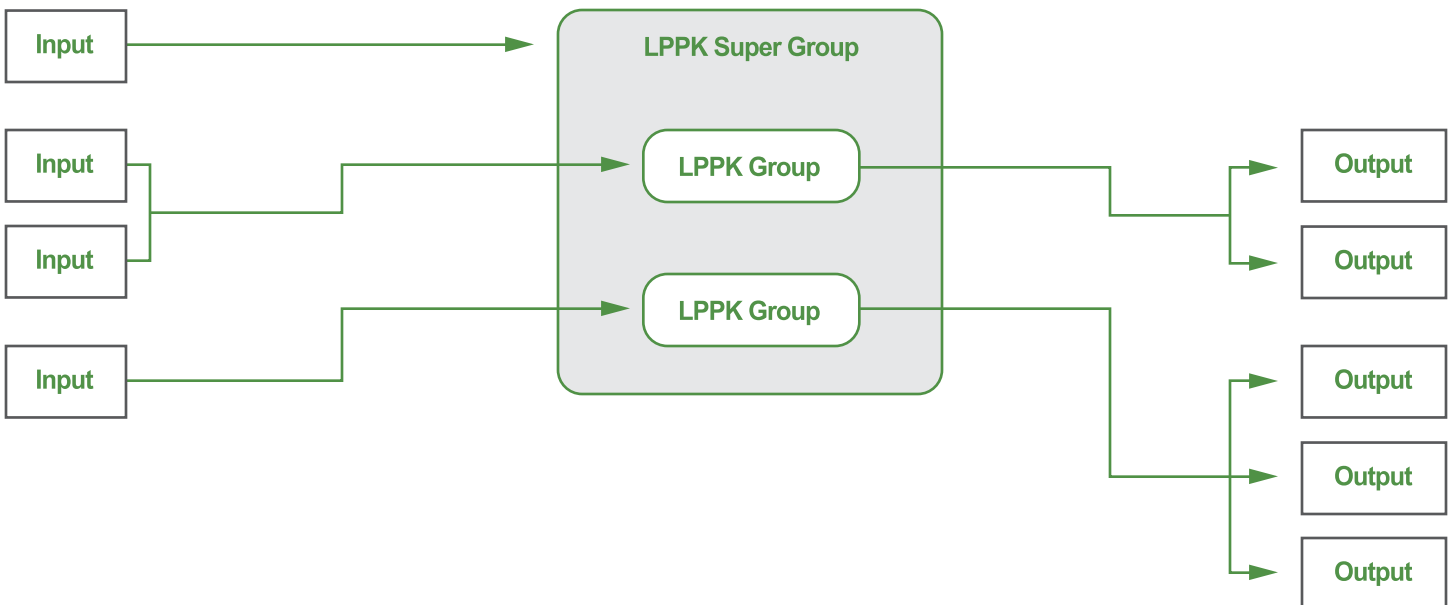 Input
LPPK Super Group
Input
LPPK Group
Output
Input
Output
LPPK Group
Input
Output
Output
Output